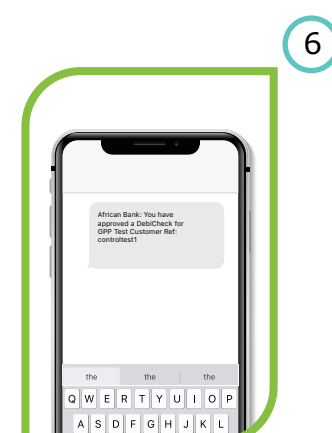 6
African Bank: You have
approved a DebiCheck for
GPP Test Customer Ref:
controltest1
the the the
Q W E R T Y U I O P
A S D F G H J K L